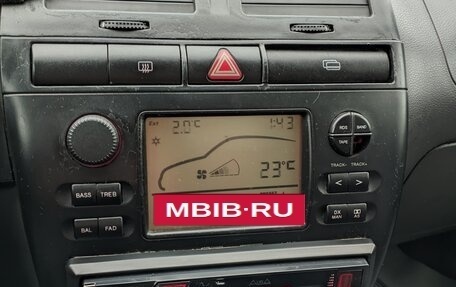 Ext 2.0°C 1:43
RDS BAND
TAPE
23°C
TRACK- TRACK+
BASS TREB
< >
MBIB-RU
BAL FAD
DX MAN AS